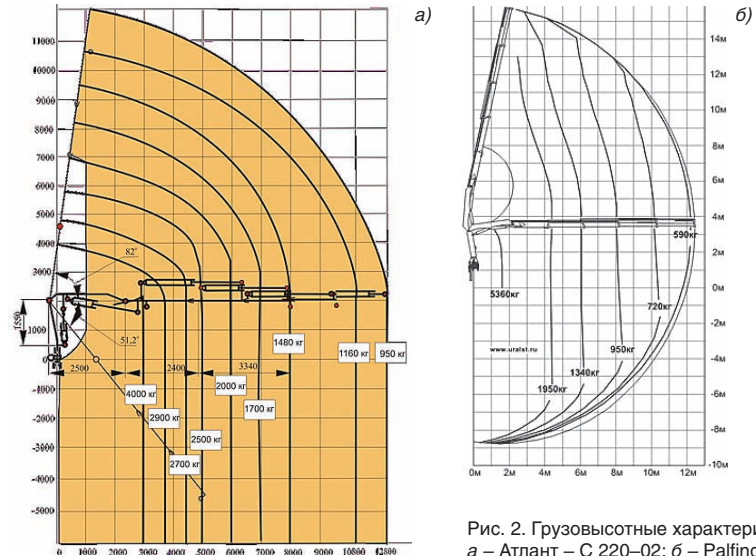 а)
11000
10000
9000
8000
7000
6000
5000
4000
3000
1000
0
-1000
-2000
-3000
-4000
-5000
82°
51,2°
1550
2500
2400
3340
4000 кг
2900 кг
2700 кг
2500 кг
2000 кг
1700 кг
1480 кг
1160 кг
950 кг
0 1000 2000 3000 4000 5000 6000 7000 8000 9000 10800 12800
б)
14м
12м
10м
8м
6м
4м
2м
0м
-2м
-4м
-6м
-8м
-10м
590кг
5360кг
720кг
www.uralst.ru
950кг
1340кг
1950кг
0м 2м 4м 6м 8м 10м 12м
Рис. 2. Грузовысотные характери
а – Атлант – С 220–02; б – Palfing